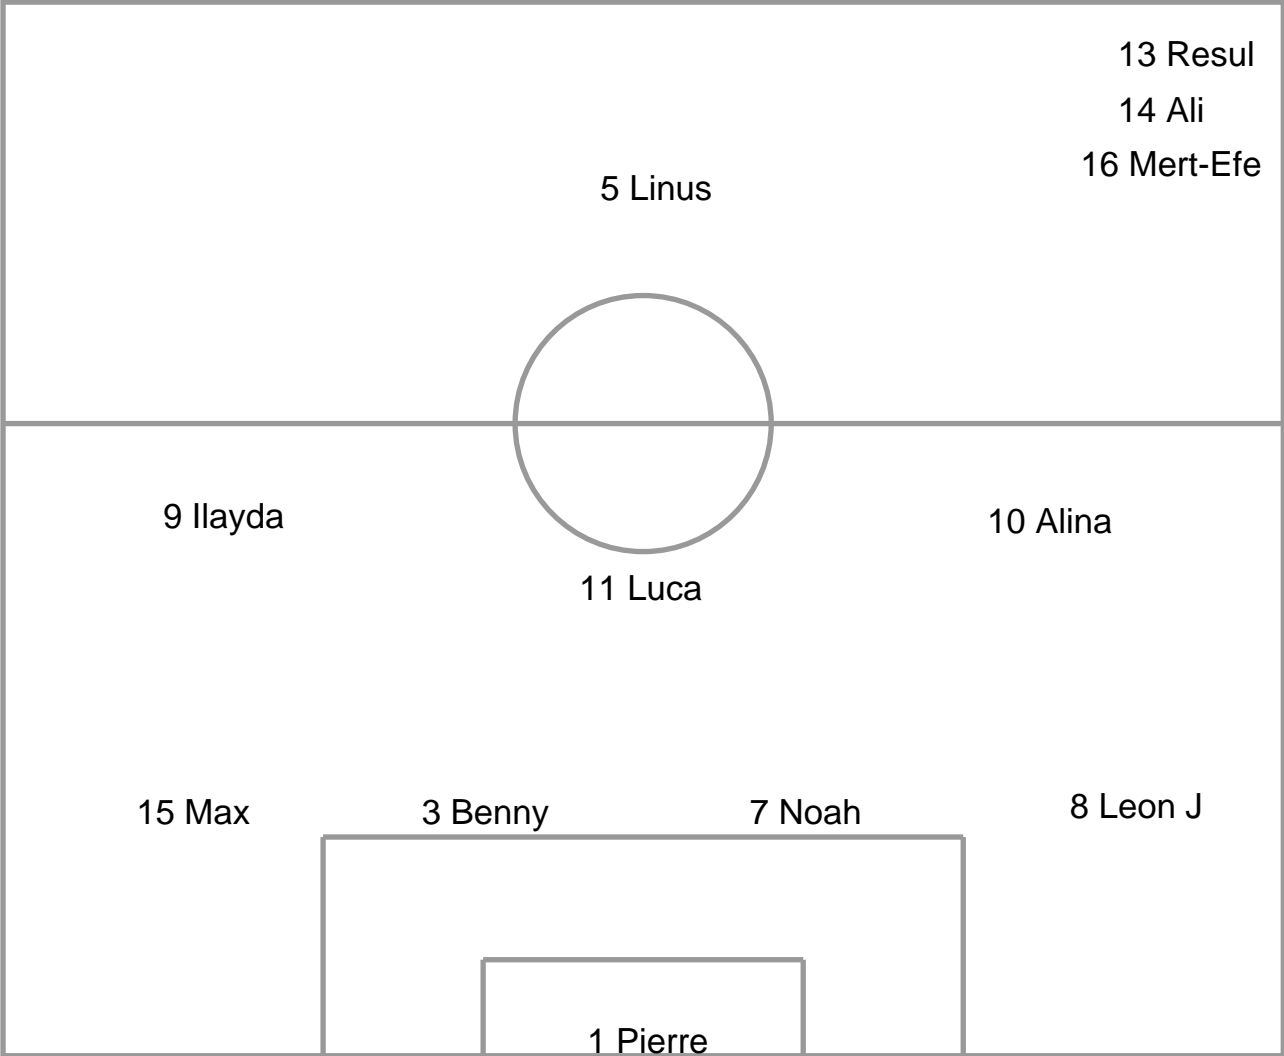 13 Resul
14 Ali
16 Mert-Efe
5 Linus
9 Ilayda
10 Alina
11 Luca
15 Max
3 Benny
7 Noah
8 Leon J
1 Pierre